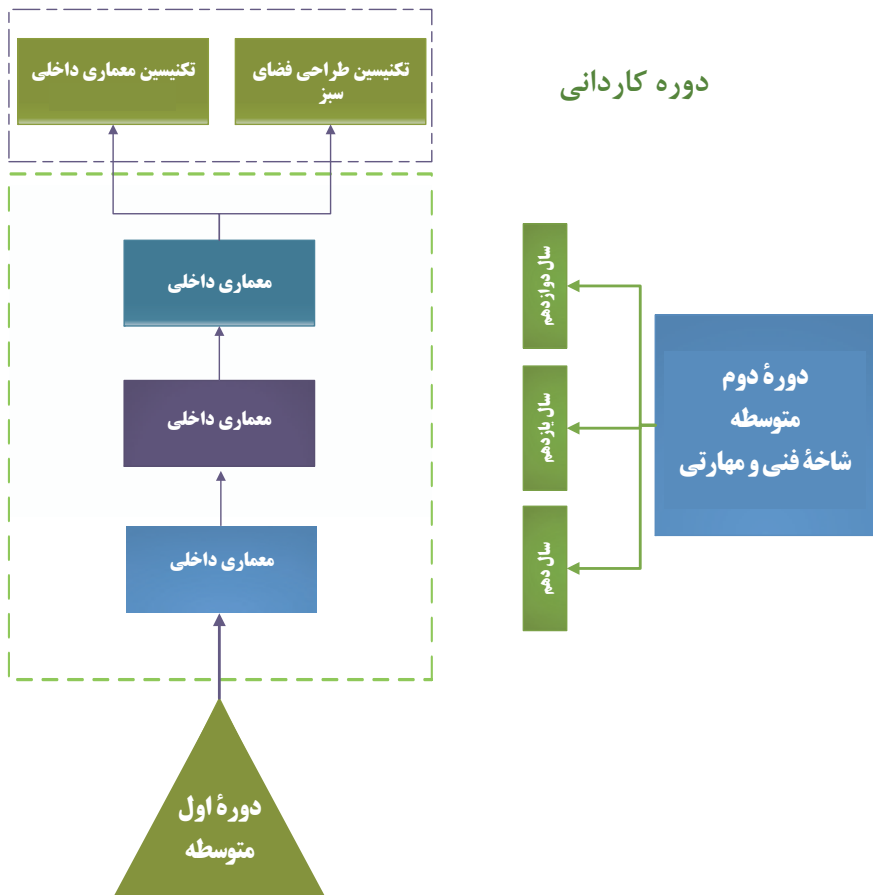 دوره کاردانی
تکنیسین طراحی فضای
سبز
تکنیسین معماری داخلی
سال دوازدهم
معماری داخلی
دورهٔ دوم
متوسطه
شاخهٔ فنی و مهارتی
سال یازدهم
معماری داخلی
سال دهم
معماری داخلی
دورهٔ اول
متوسطه